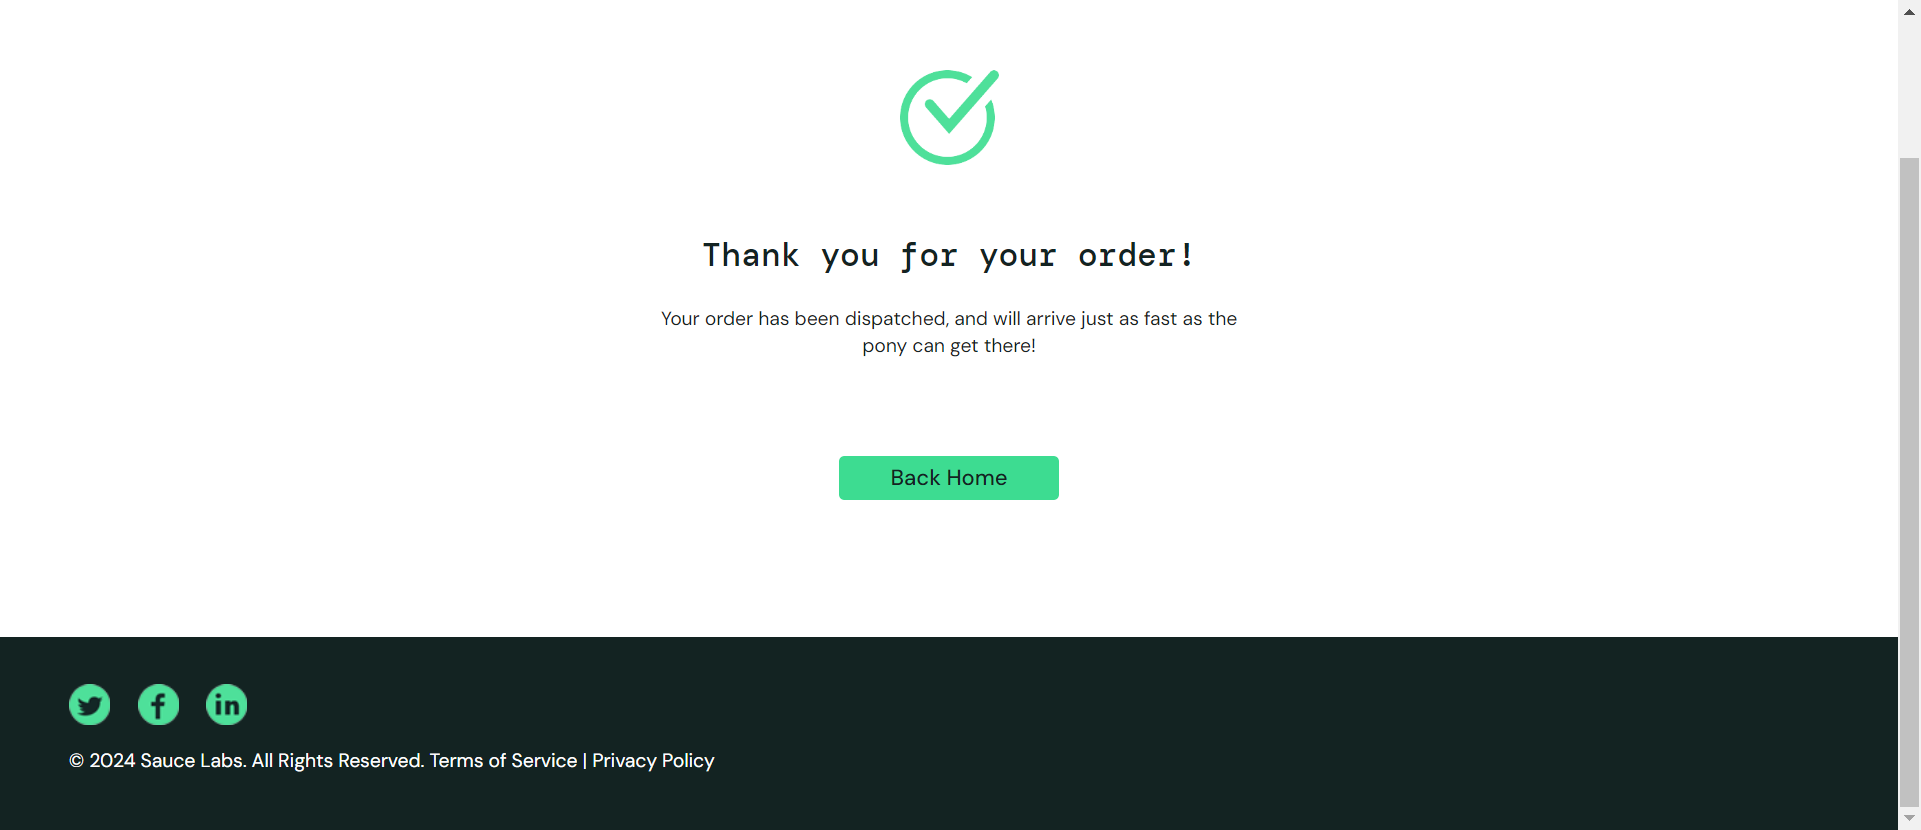 Thank you for your order!
Your order has been dispatched, and will arrive just as fast as the
pony can get there!
Back Home
© 2024 Sauce Labs. All Rights Reserved. Terms of Service | Privacy Policy